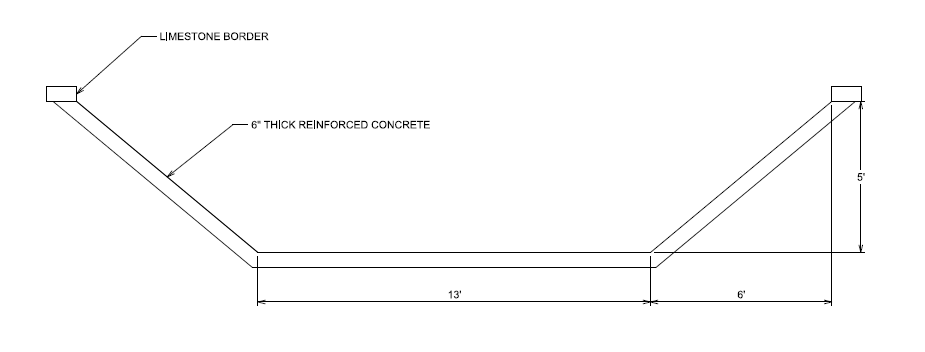 LIMESTONE BORDER
6" THICK REINFORCED CONCRETE
5'
13'
6'